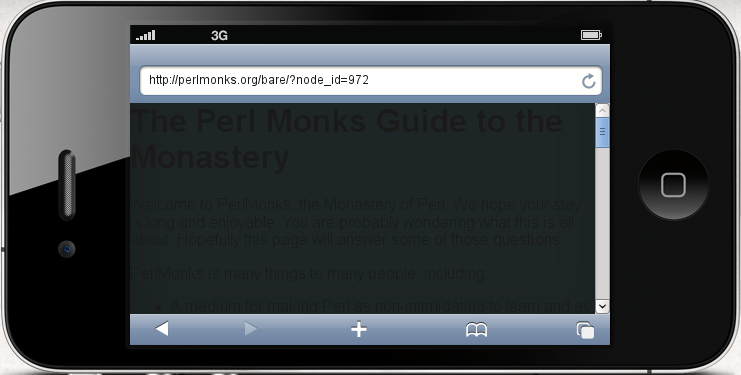 3G
http://perlmonks.org/bare/?node_id=972
The Perl Monks Guide to the
Monastery
Welcome to PerlMonks, the Monastery of Perl. We hope your stay
is long and enjoyable. You are probably wondering what this is all
about. Hopefully this page will answer some of those questions.
PerlMonks is many things to many people, including:
• A medium for making Perl as non-intimidating to learn and